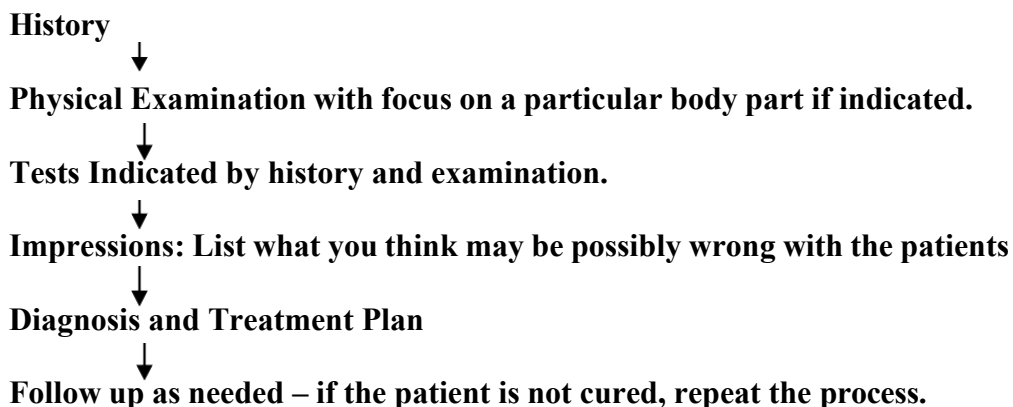 History
Physical Examination with focus on a particular body part if indicated.
Tests Indicated by history and examination.
Impressions: List what you think may be possibly wrong with the patients
Diagnosis and Treatment Plan
Follow up as needed – if the patient is not cured, repeat the process.